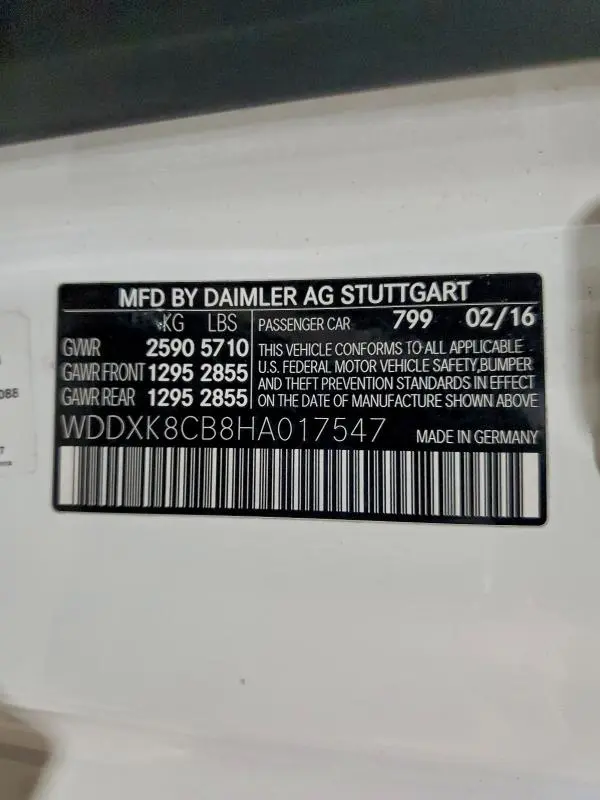 MFD BY DAIMLER AG STUTTGART
KG LBS PASSENGER CAR 799 02/16
GVWR 2590 5710 THIS VEHICLE CONFORMS TO ALL APPLICABLE
U.S. FEDERAL MOTOR VEHICLE SAFETY, BUMPER
GAWR FRONT 1295 2855 AND THEFT PREVENTION STANDARDS IN EFFECT
GAWR REAR 1295 2855 ON THE DATE OF MANUFACTURE SHOWN ABOVE
WDDXK8CB8HA017547 MADE IN GERMANY
088
7